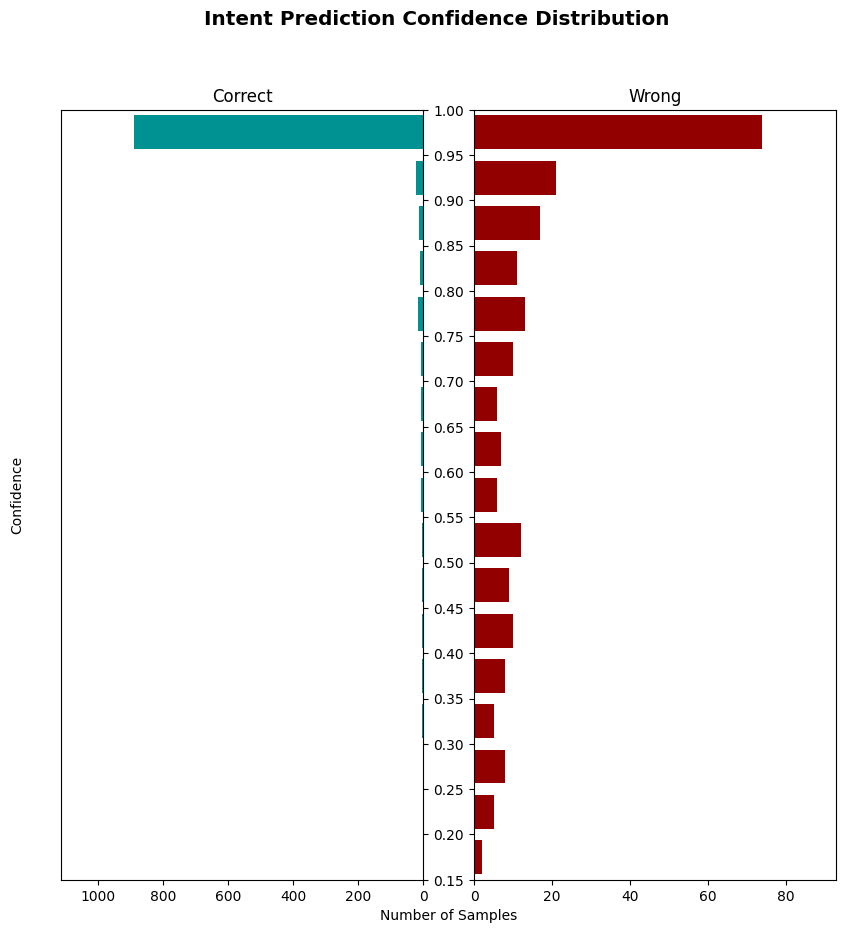 Intent Prediction Confidence Distribution
Correct
Wrong
1.00
0.95
0.90
0.85
0.80
0.75
0.70
0.65
0.60
0.55
0.50
0.45
0.40
0.35
0.30
0.25
0.20
0.15
Confidence
1000 800 600 400 200 0
0 20 40 60 80
Number of Samples